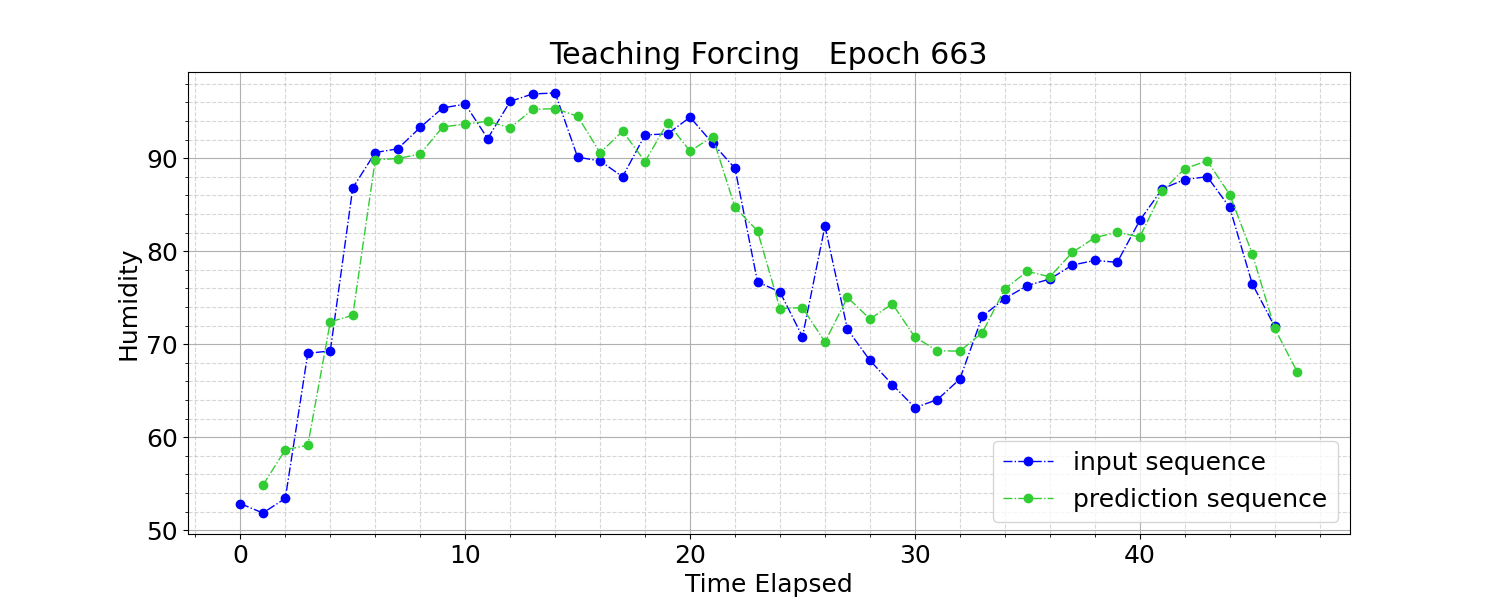 Teaching Forcing   Epoch 663
Humidity
90
80
70
60
50
0 10 20 30 40
Time Elapsed
input sequence
prediction sequence